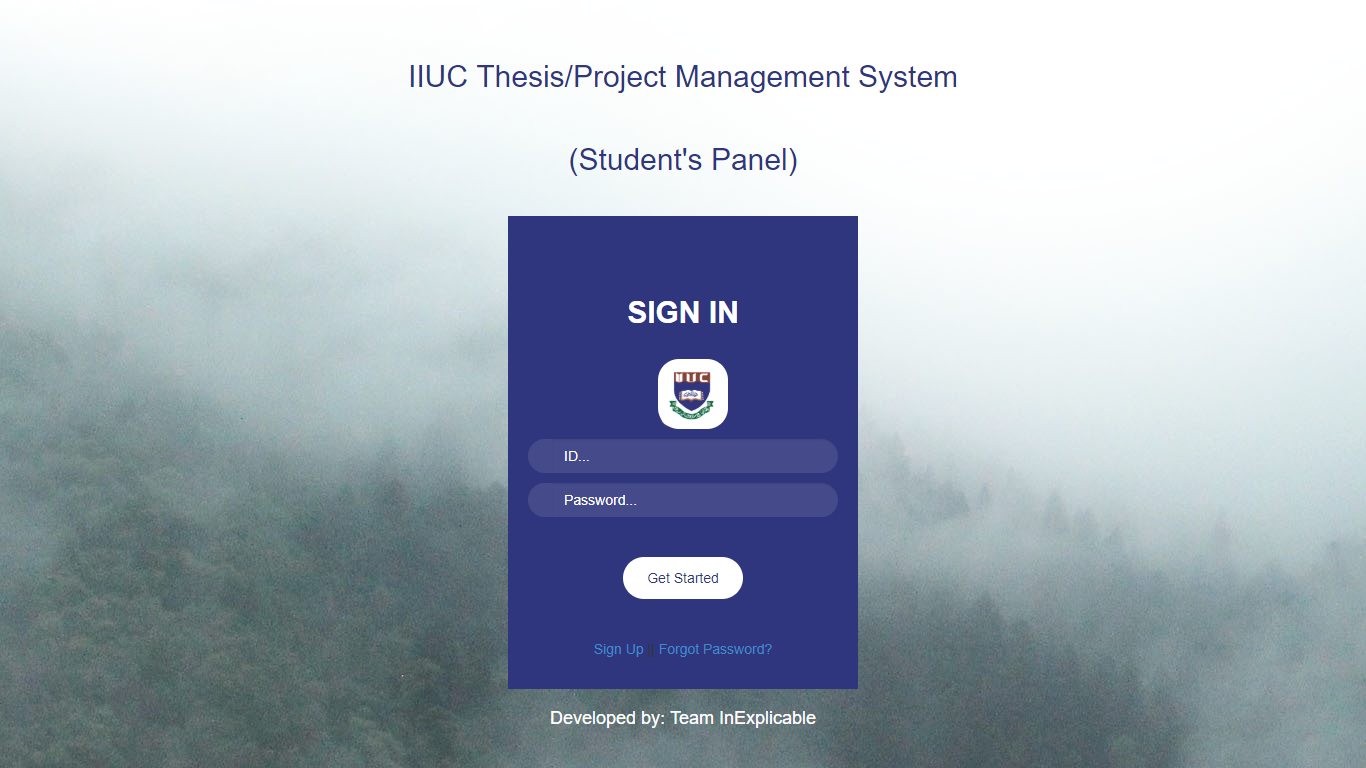 IIUC Thesis/Project Management System
(Student's Panel)
SIGN IN
IIUC
ID...
Password...
Get Started
Sign Up || Forgot Password?
Developed by: Team InExplicable